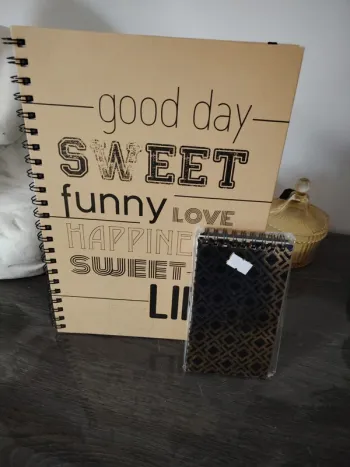 good day
SWEET
funny LOVE
HAPPINE
SWEET
LI